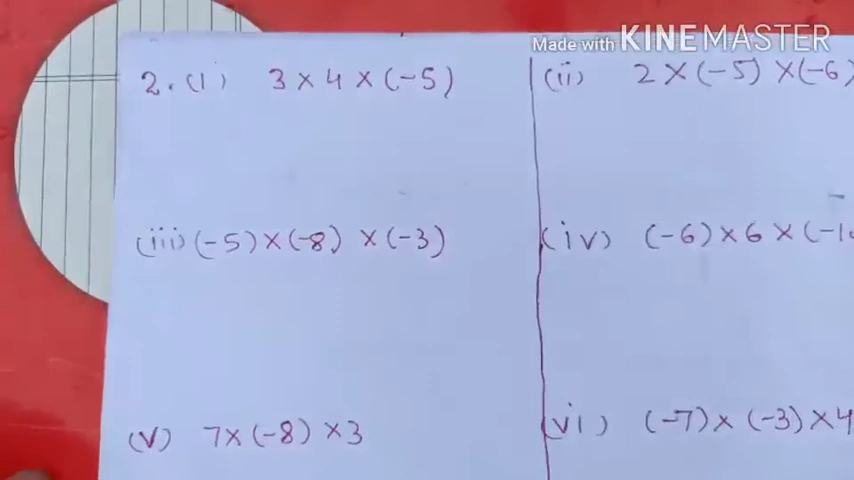 Made with KINEMASTER
2. (i) 3 × 4 × (-5)
(ii) 2 × (-5) × (-6)
(iii) (-5) × (-8) × (-3)
(iv) (-6) × 6 × (-1
(v) 7 × (-8) × 3
(vi) (-7) × (-3) × 4